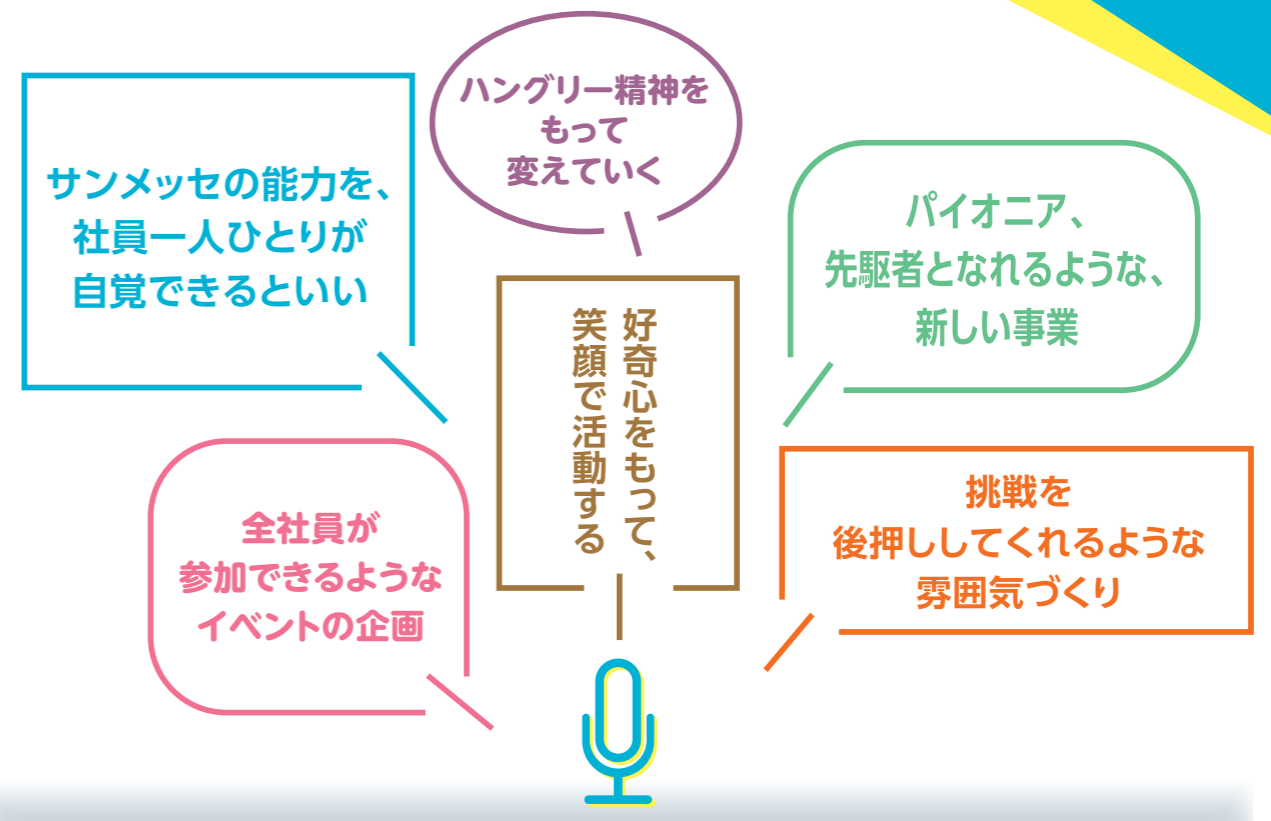 ハングリー精神を
もって
変えていく
サンメッセの能力を、
社員一人ひとりが
自覚できるといい
パイオニア、
先駆者となれるような、
新しい事業
好奇心をもって、
笑顔で活動する
全社員が
参加できるような
イベントの企画
挑戦を
後押ししてくれるような
雰囲気づくり